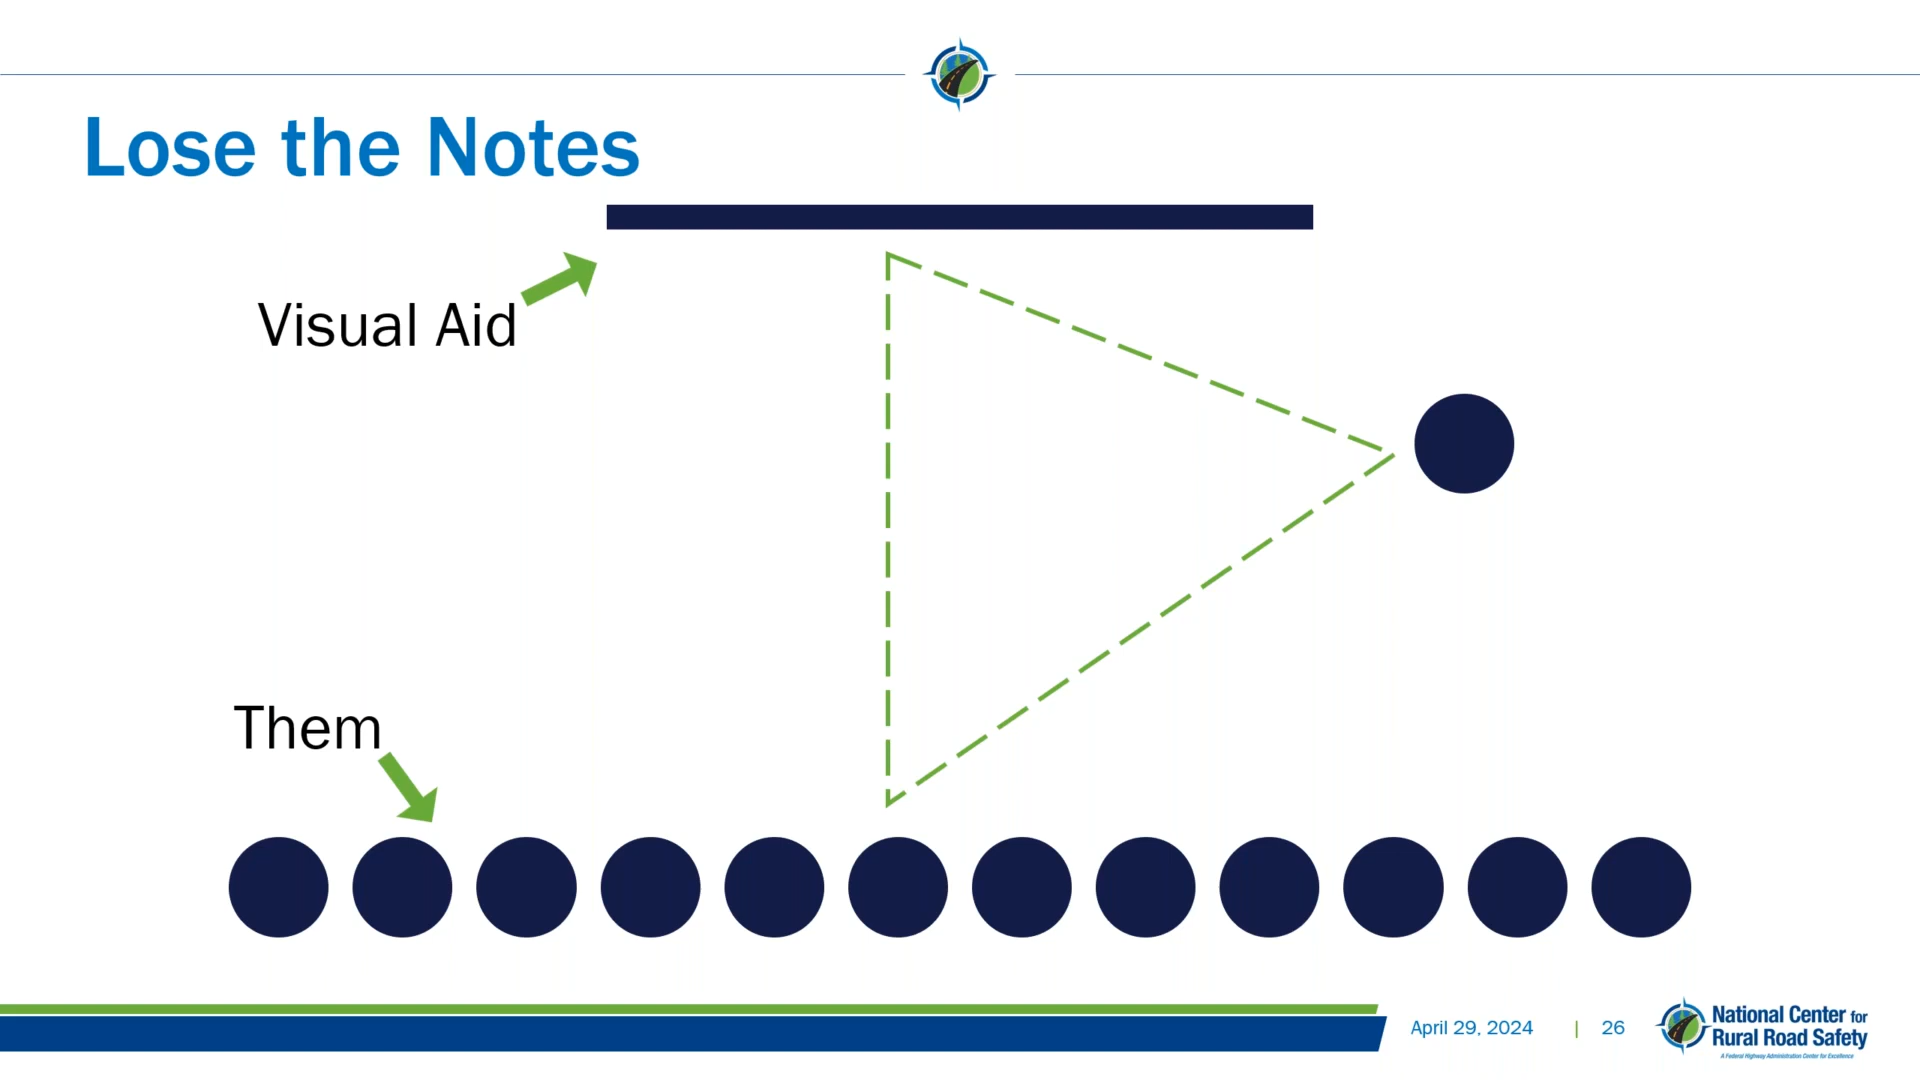 Lose the Notes
Visual Aid
Them
April 29, 2024 | 26
National Center for
Rural Road Safety
A Federal Highway Administration Center for Excellence